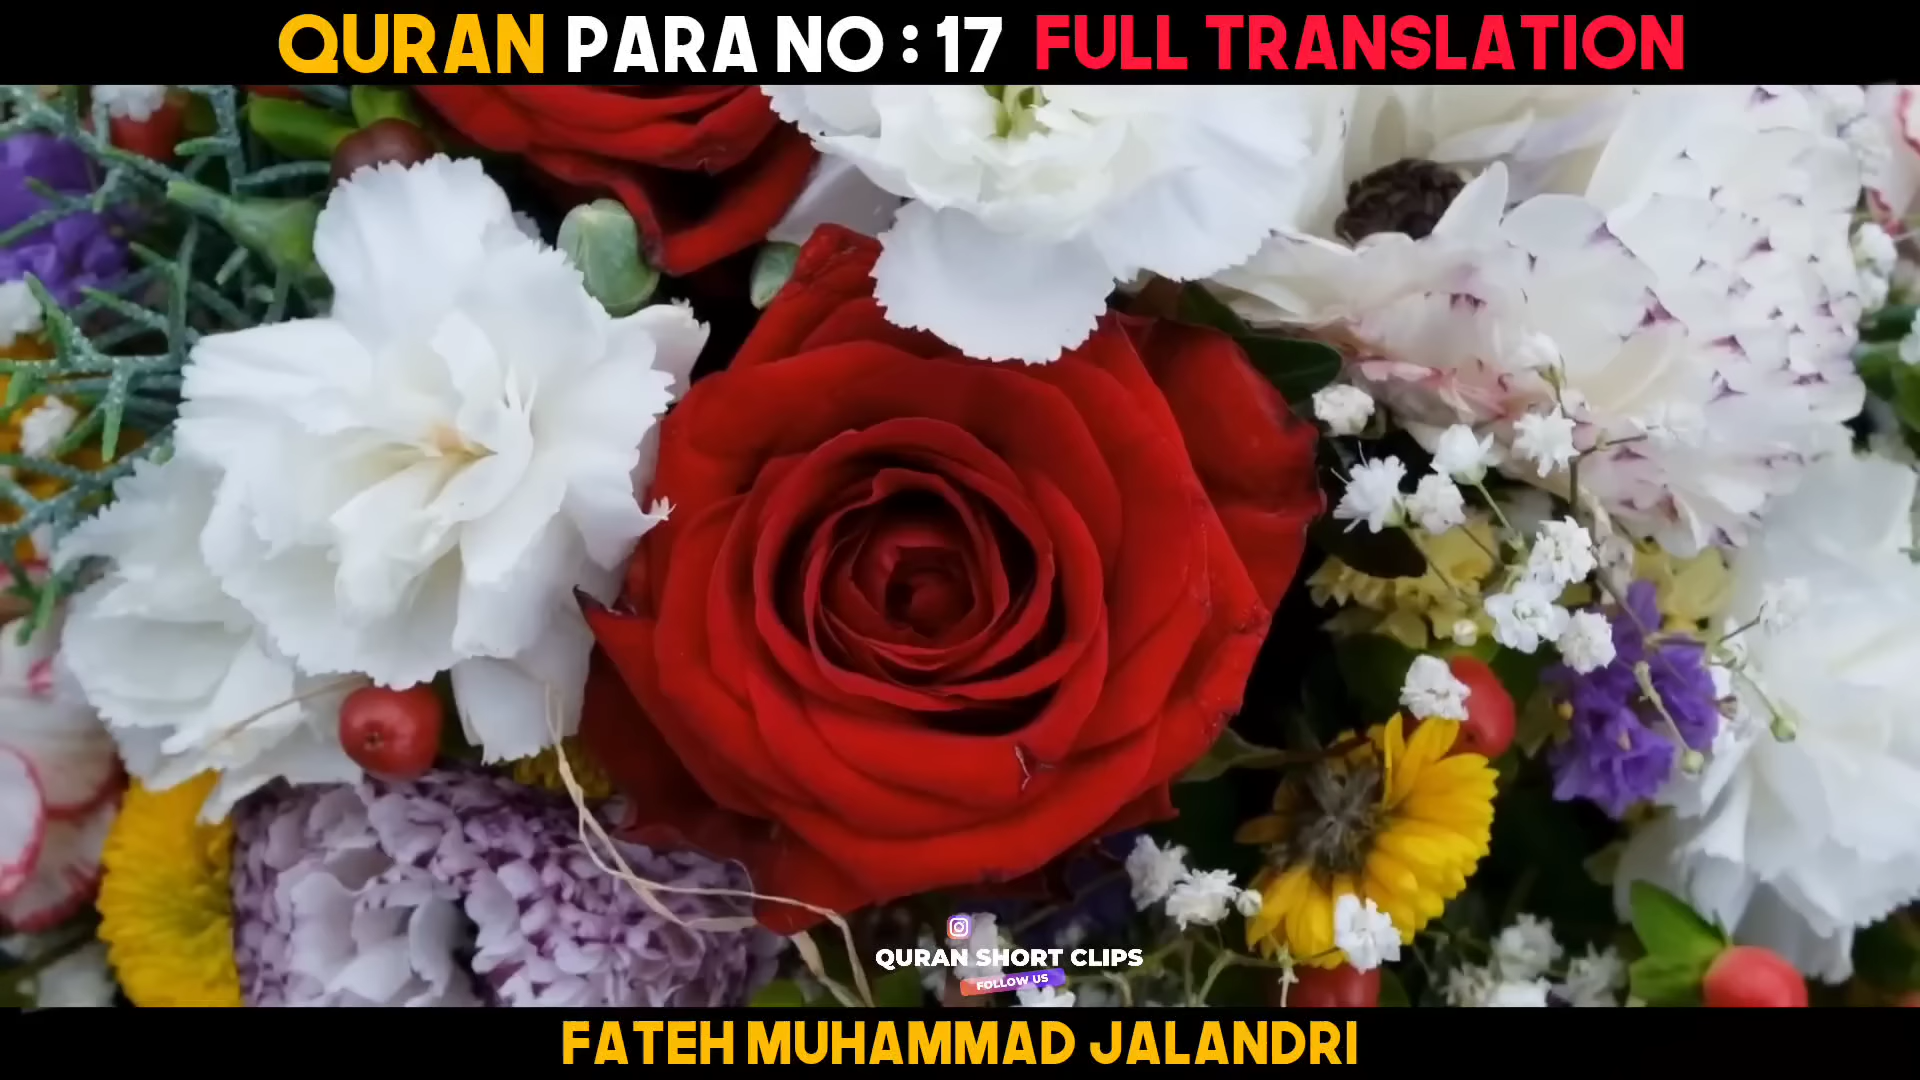 QURAN PARA NO : 17 FULL TRANSLATION
QURAN SHORT CLIPS
FOLLOW US
FATEH MUHAMMAD JALANDRI